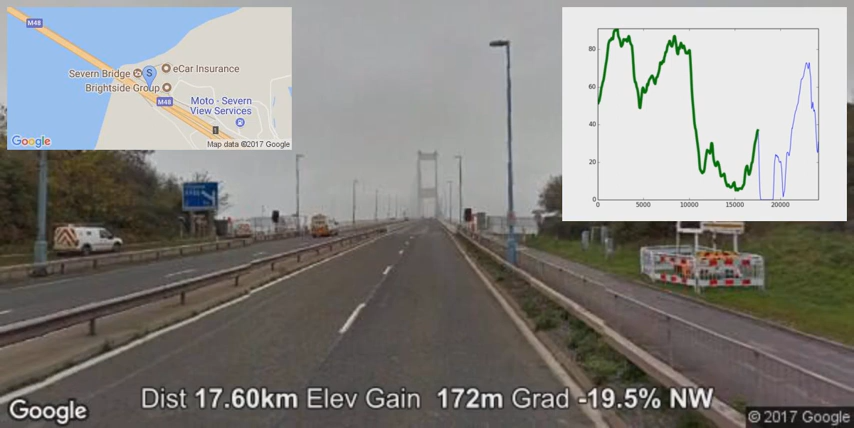 M48
Severn Bridge
S
eCar Insurance
Brightside Group
M48
Moto - Severn
View Services
1
Google
Map data ©2017 Google
80
60
40
20
0
0
5000
10000
15000
20000
Dist 17.60km Elev Gain 172m Grad -19.5% NW
Google
© 2017 Google